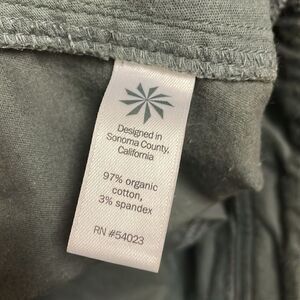 Designed in
Sonoma County,
California
97% organic
cotton,
3% spandex
RN #54023